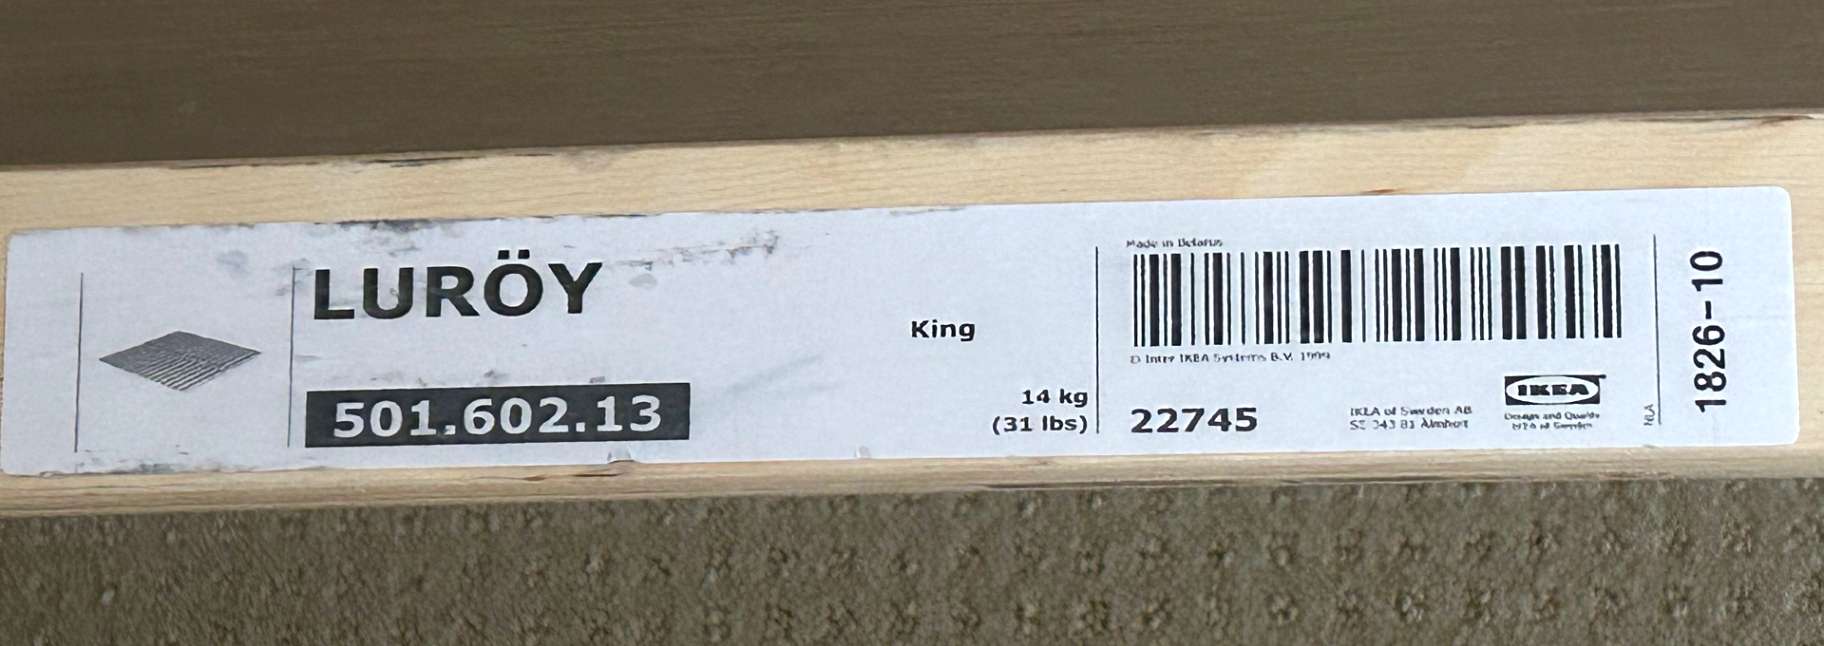 LURÖY
501.602.13
King
14 kg
(31 lbs)
Made in Belarus
© Inter IKEA Systems B.V. 1999
22745
IKEA of Sweden AB
SE 343 81 Älmhult
IKEA
Design and Quality
IKEA of Sweden
1826-10